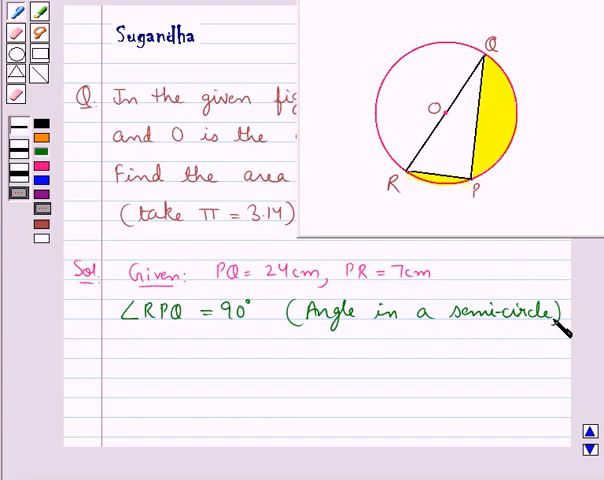 Sugandha
Q
O
R
P
Q. In the given fig
and O is the
Find the area
(take π = 3.14)
Sol. Given: PQ = 24cm, PR = 7cm
∠RPQ = 90° (Angle in a semi-circle)